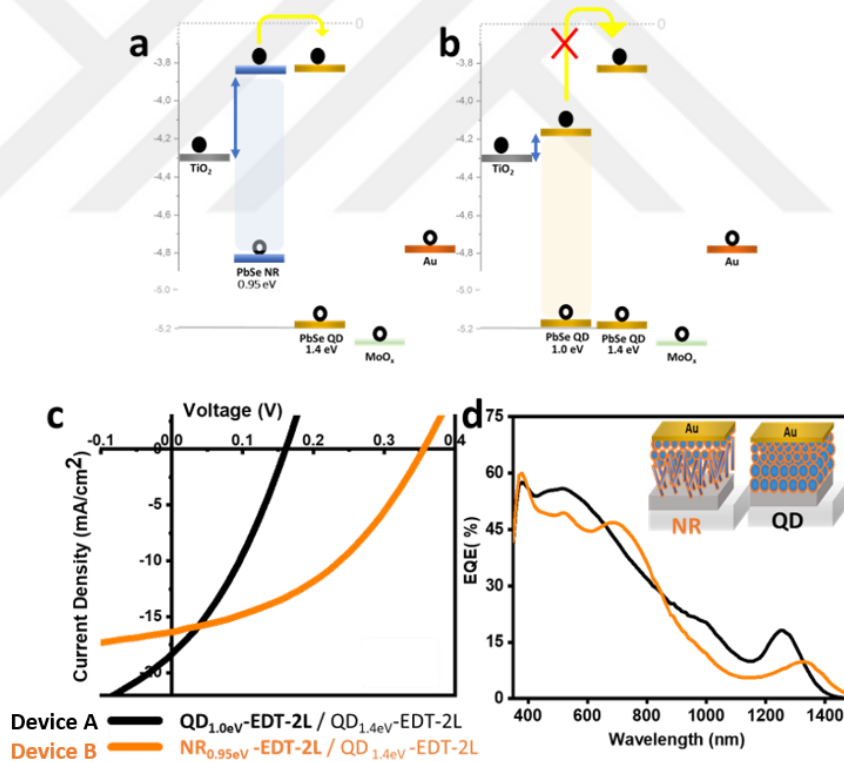 a
0
-3,8
-4,0
-4,2
-4,4
-4,6
-4,8
-5,0
-5,2
TiO2
PbSe NR
0.95 eV
Au
PbSe QD
1.4 eV
MoOx
b
0
-3,8
-4,0
-4,2
-4,4
-4,6
-4,8
-5,0
-5,2
TiO2
Au
PbSe QD
1.0 eV
PbSe QD
1.4 eV
MoOx
c
Voltage (V)
-0.1 0.0 0.1 0.2 0.3 0.4
0
-5
-10
-15
-20
Current Density (mA/cm2)
d
75
60
45
30
15
0
EQE( %)
Au Au
NR QD
400 600 800 1000 1200 1400
Wavelength (nm)
Device A QD1.0eV-EDT-2L / QD1.4eV-EDT-2L
Device B NR0.95eV -EDT-2L / QD 1.4eV-EDT-2L